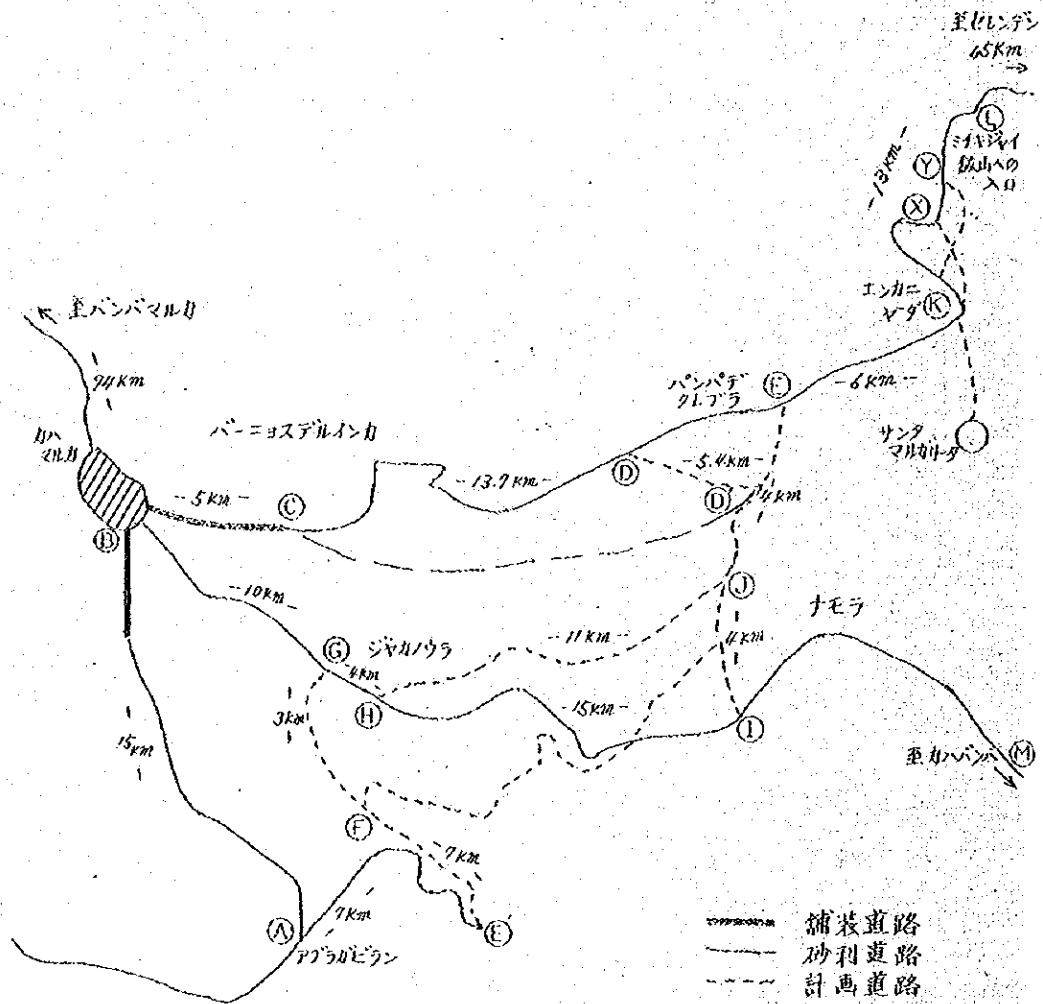 至セレンデン
45Km
→
Ⓛ
ミチキジャイ
鉱山への
入口
Ⓨ
-13Km-
Ⓧ
エンカニ
ヤーダ
Ⓚ
至バンバマルカ
94Km
カハ
マルカ
バーニョスデルインカ
パンパデ
クレブラ
Ⓔ
-6Km-
サンタ
マルカリータ
-5Km-
Ⓒ
-13.7Km-
Ⓓ
-5.4Km-
Ⓓ
4Km
Ⓑ
-10Km-
Ⓙ
ナモラ
Ⓖ
ジャカノウラ
-11Km-
4Km
4Km
Ⓗ
3Km
-15Km-
Ⓘ
15Km
至カハバンバ
Ⓜ
Ⓕ
7Km
Ⓐ
7Km
Ⓔ
アブラガビラン
舗装道路
砂利道路
計画道路